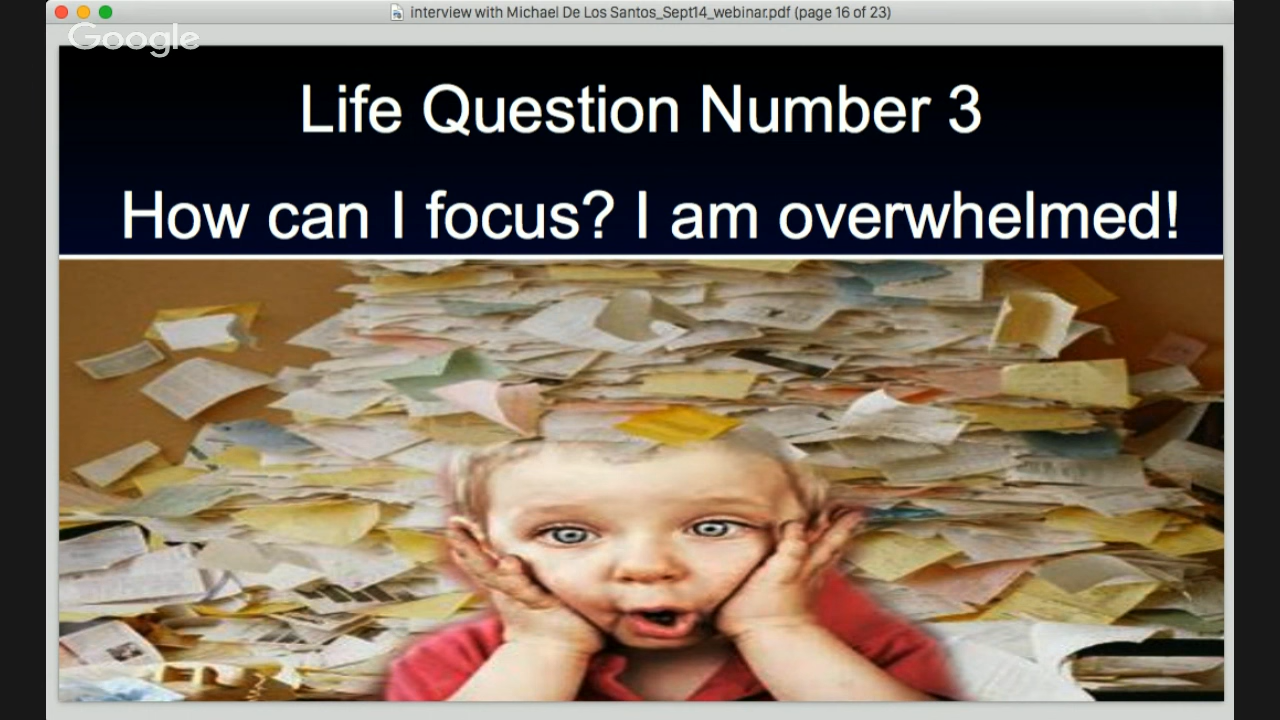 interview with Michael De Los Santos_Sept14_webinar.pdf (page 16 of 23)
Google
Life Question Number 3
How can I focus? I am overwhelmed!